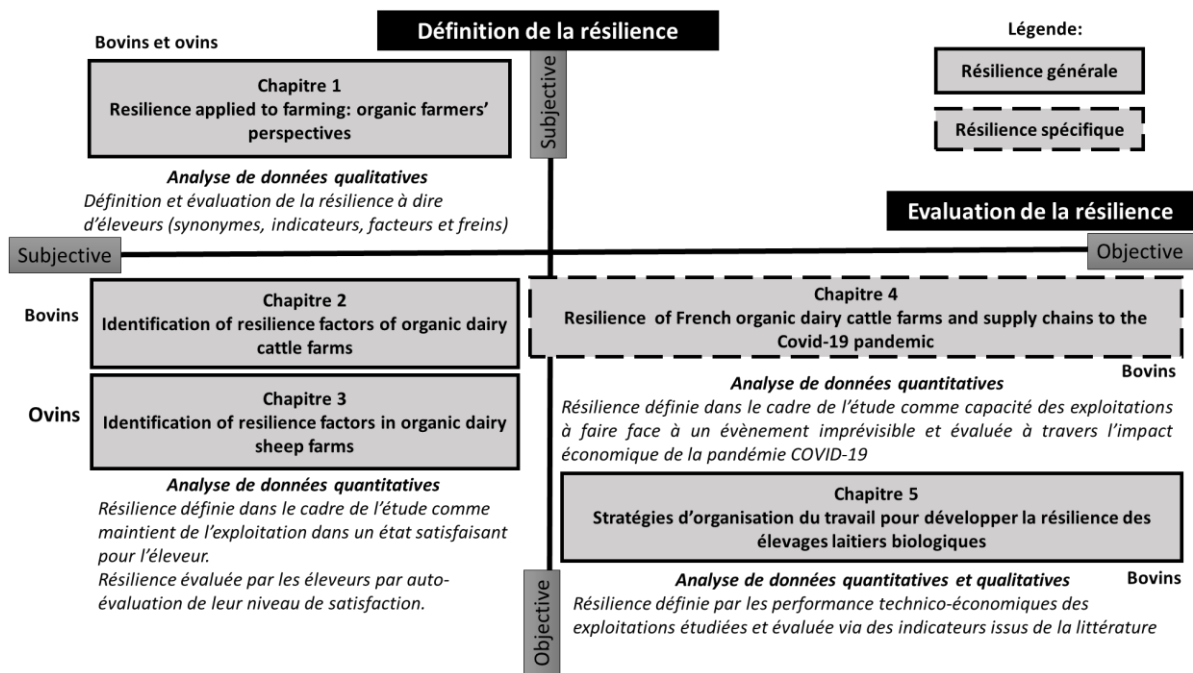 Définition de la résilience
Bovins et ovins
Légende:
Chapitre 1
Resilience applied to farming: organic farmers'
perspectives
Subjective
Résilience générale
Résilience spécifique
Analyse de données qualitatives
Définition et évaluation de la résilience à dire
d'éleveurs (synonymes, indicateurs, facteurs et freins)
Evaluation de la résilience
Subjective
Objective
Bovins
Chapitre 2
Identification of resilience factors of organic dairy
cattle farms
Chapitre 4
Resilience of French organic dairy cattle farms and supply chains to the
Covid-19 pandemic
Bovins
Ovins
Chapitre 3
Identification of resilience factors in organic dairy
sheep farms
Analyse de données quantitatives
Résilience définie dans le cadre de l'étude comme capacité des exploitations
à faire face à un évènement imprévisible et évaluée à travers l'impact
économique de la pandémie COVID-19
Analyse de données quantitatives
Résilience définie dans le cadre de l'étude comme
maintient de l'exploitation dans un état satisfaisant
pour l'éleveur.
Résilience évaluée par les éleveurs par auto-
évaluation de leur niveau de satisfaction.
Chapitre 5
Stratégies d'organisation du travail pour développer la résilience des
élevages laitiers biologiques
Bovins
Analyse de données quantitatives et qualitatives
Résilience définie par les performance technico-économiques des
exploitations étudiées et évaluée via des indicateurs issus de la littérature
Objective